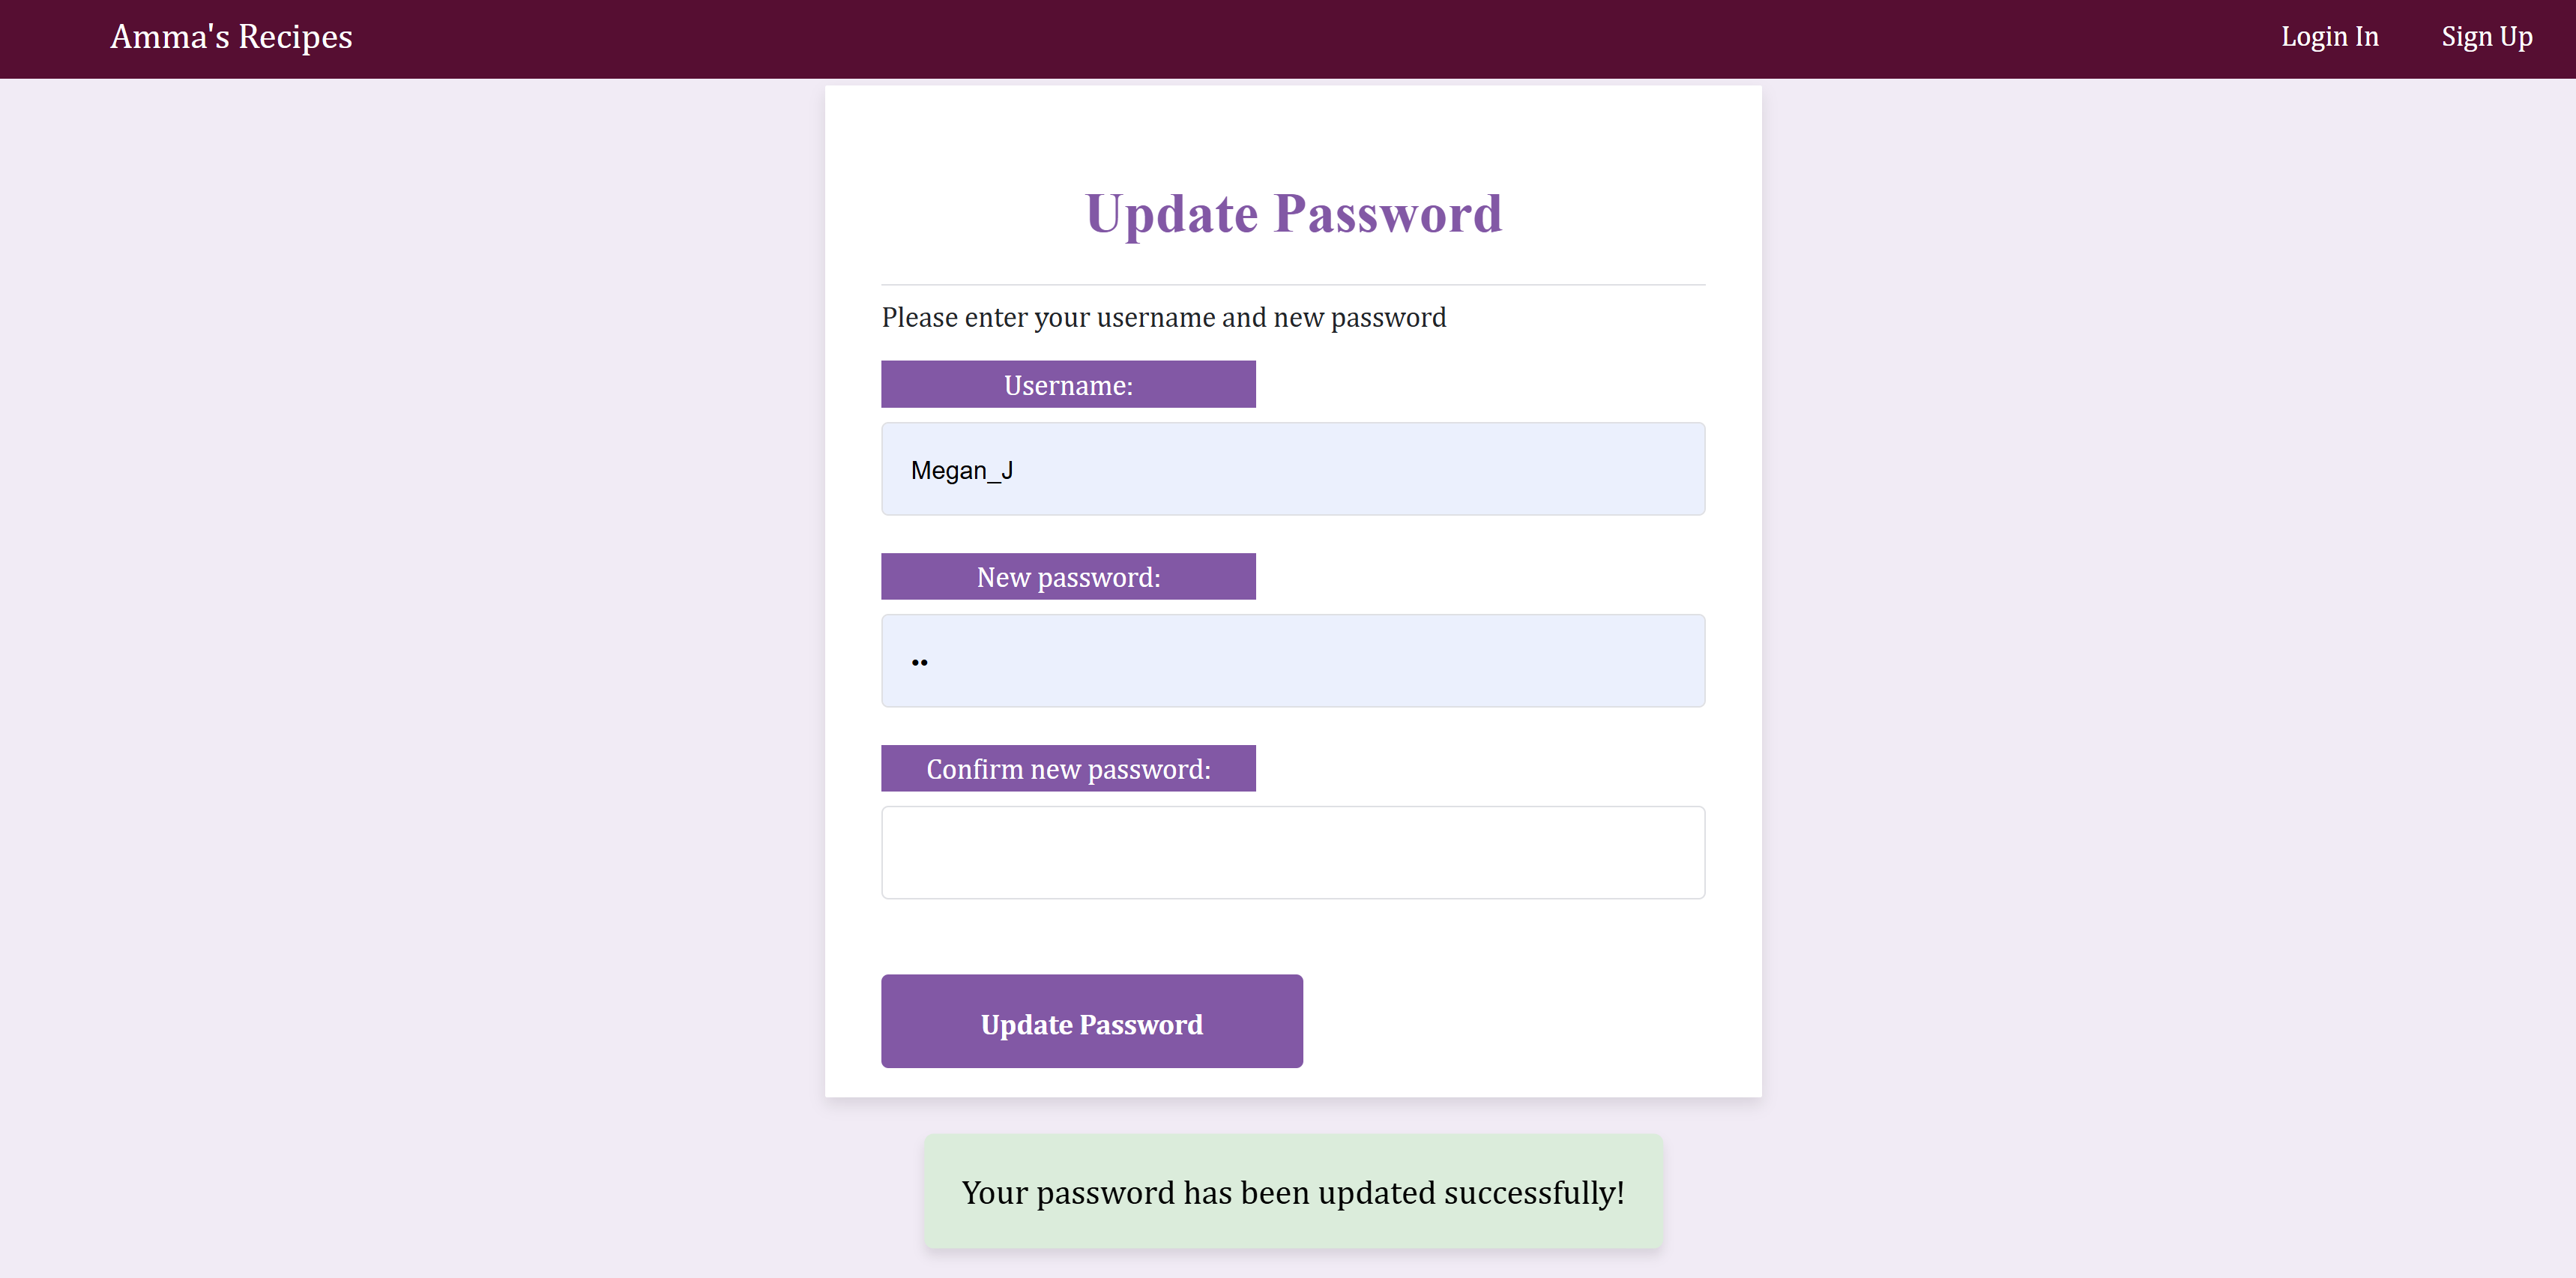 Amma's Recipes
Login In
Sign Up
Update Password
Please enter your username and new password
Username:
Megan_J
New password:
••
Confirm new password:
Update Password
Your password has been updated successfully!